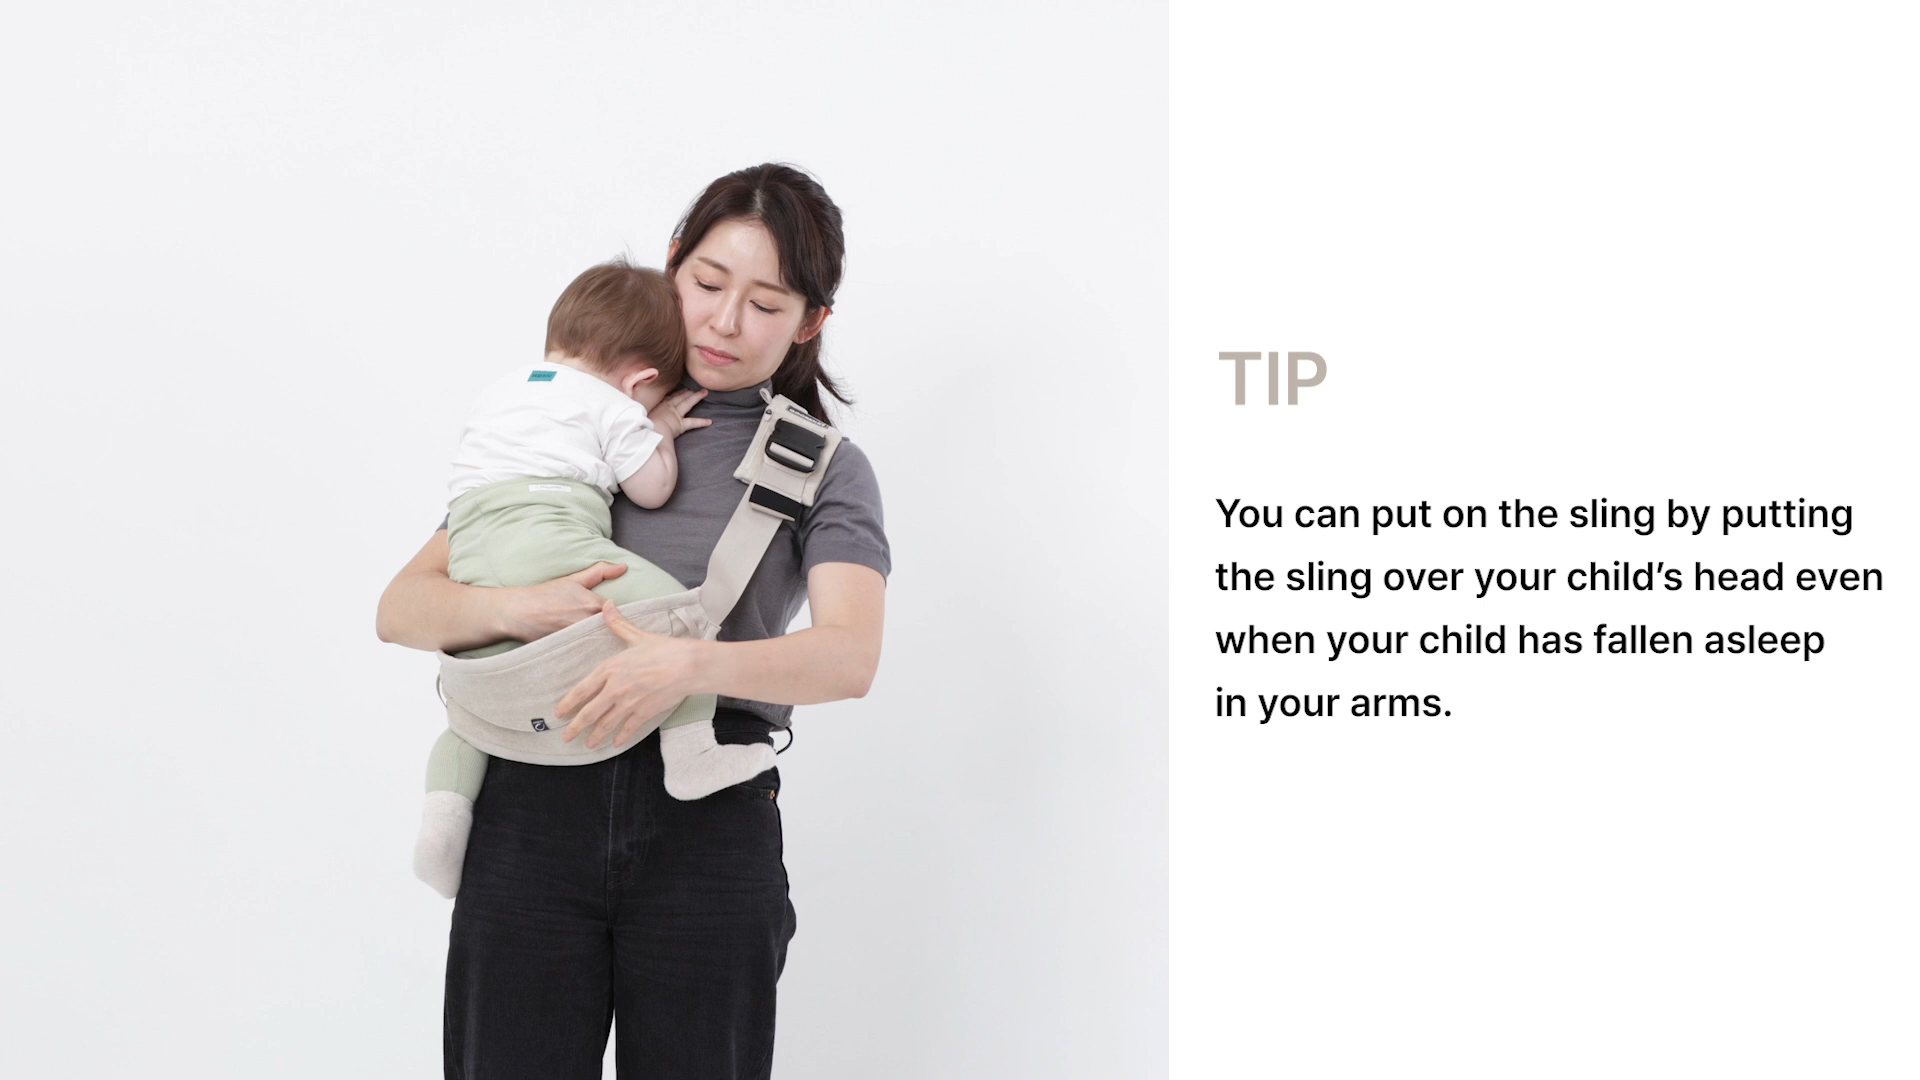 TIP
You can put on the sling by putting
the sling over your child’s head even
when your child has fallen asleep
in your arms.